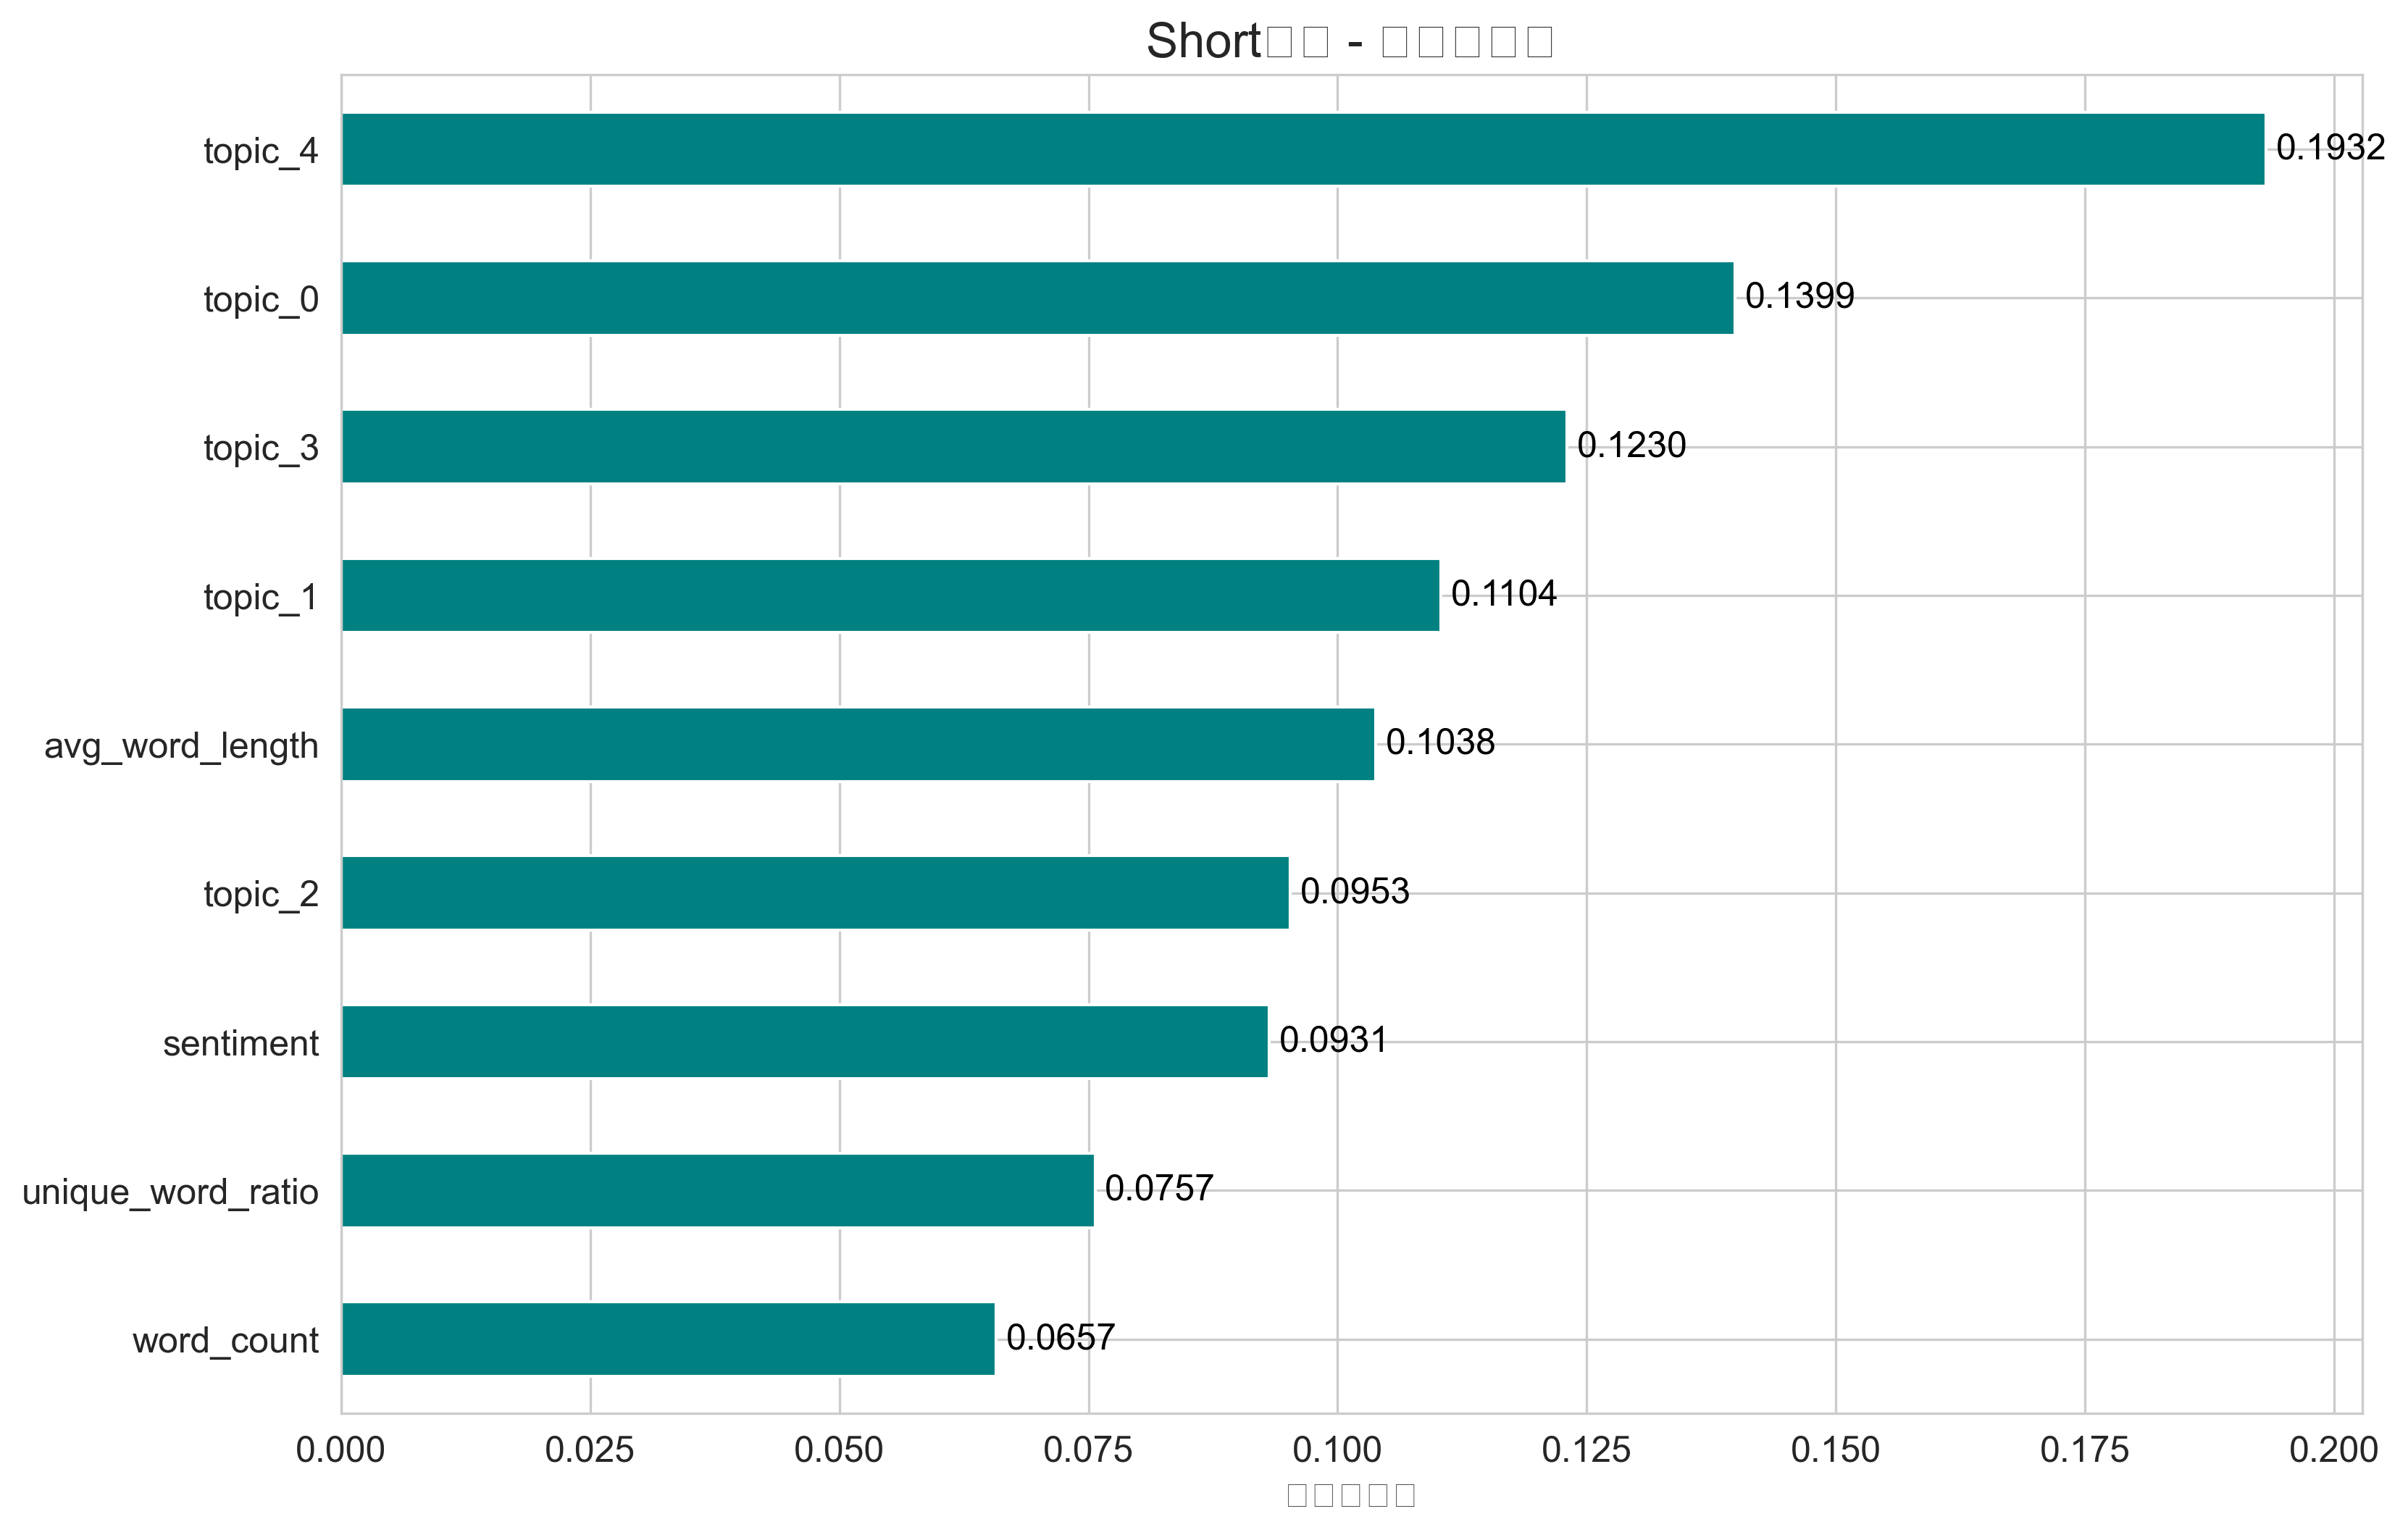 Short□□ - □□□□□
topic_4
0.1932
topic_0
0.1399
topic_3
0.1230
topic_1
0.1104
avg_word_length
0.1038
topic_2
0.0953
sentiment
0.0931
unique_word_ratio
0.0757
word_count
0.0657
0.000 0.025 0.050 0.075 0.100 0.125 0.150 0.175 0.200
□□□□□